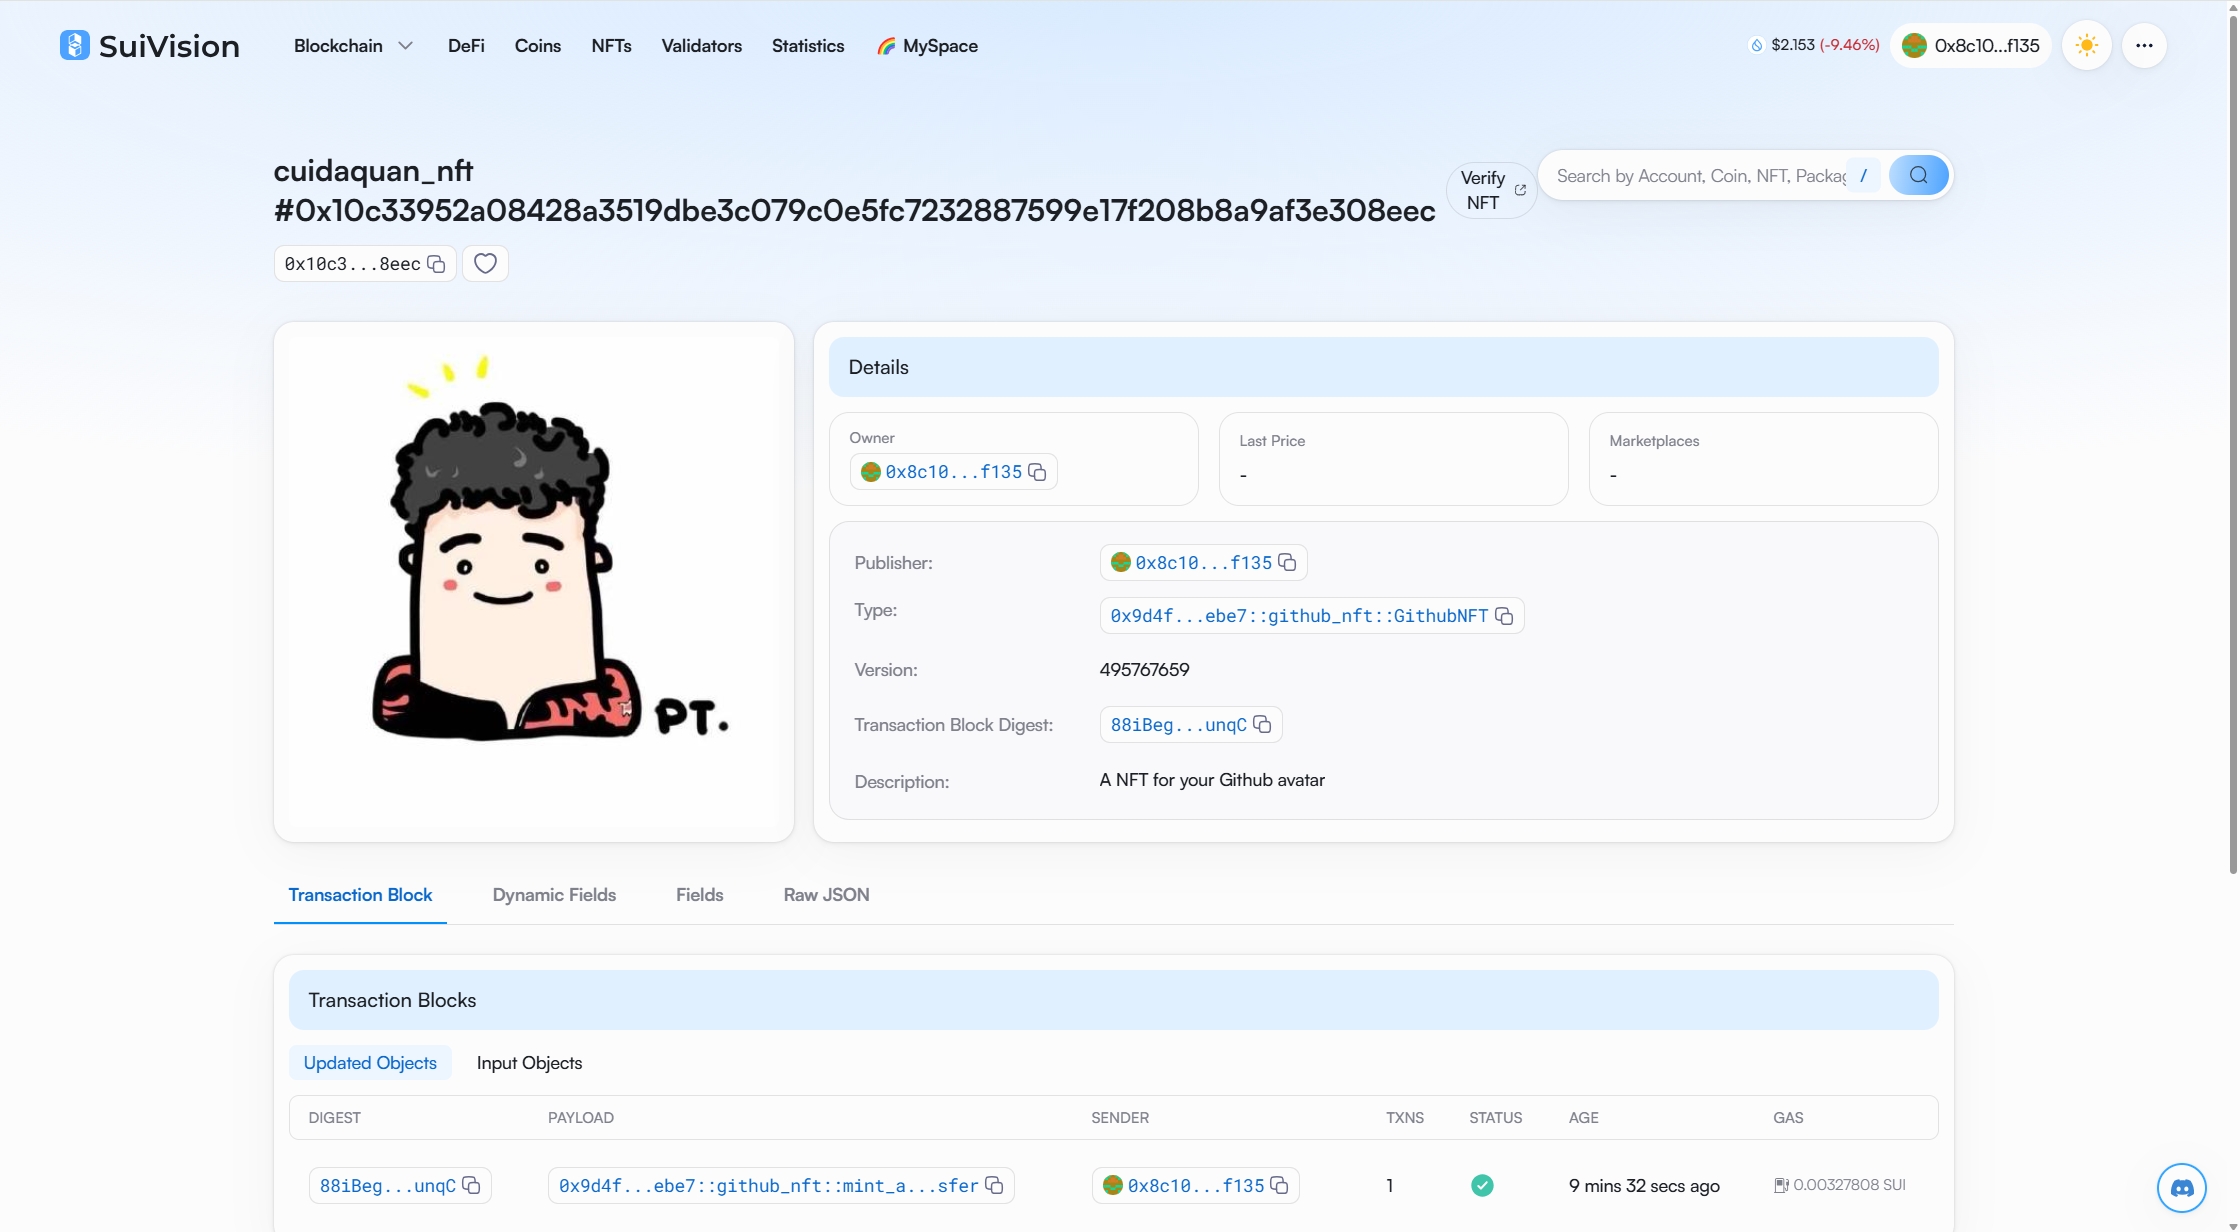 SuiVision
Blockchain DeFi Coins NFTs Validators Statistics MySpace
$2.153 (-9.46%) 0x8c10...f135
cuidaquan_nft
#0x10c33952a08428a3519dbe3c079c0e5fc7232887599e17f208b8a9af3e308eec
Verify
NFT
Search by Account, Coin, NFT, Packag /
0x10c3...8eec
PT.
Details
Owner
0x8c10...f135
Last Price
-
Marketplaces
-
Publisher: 0x8c10...f135
Type: 0x9d4f...ebe7::github_nft::GithubNFT
Version: 495767659
Transaction Block Digest: 88iBeg...unqC
Description: A NFT for your Github avatar
Transaction Block Dynamic Fields Fields Raw JSON
Transaction Blocks
Updated Objects Input Objects
DIGEST PAYLOAD SENDER TXNS STATUS AGE GAS
88iBeg...unqC 0x9d4f...ebe7::github_nft::mint_a...sfer 0x8c10...f135 1 9 mins 32 secs ago 0.00327808 SUI